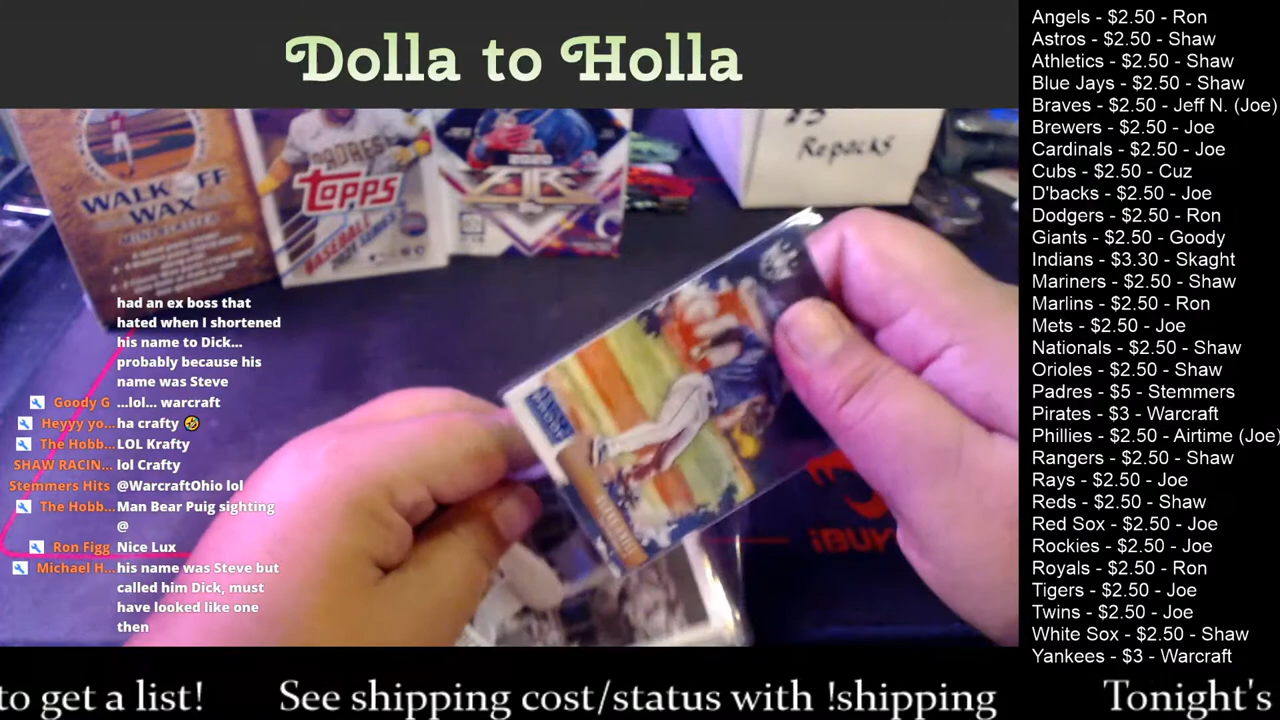 Dolla to Holla
$3
Repacks
WALK OFF
WAX
PADRES
TOPPS
BASEBALL
2020
FIRE
iBUY
had an ex boss that
hated when I shortened
his name to Dick...
probably because his
name was Steve
Goody G ...lol... warcraft
Heyyy yo... ha crafty 🤣
The Hobb... LOL Krafty
SHAW RACIN... lol Crafty
Stemmers Hits @WarcraftOhio lol
The Hobb... Man Bear Puig sighting
@
Ron Figg Nice Lux
Michael H... his name was Steve but
called him Dick, must
have looked like one
then
Angels - $2.50 - Ron
Astros - $2.50 - Shaw
Athletics - $2.50 - Shaw
Blue Jays - $2.50 - Shaw
Braves - $2.50 - Jeff N. (Joe)
Brewers - $2.50 - Joe
Cardinals - $2.50 - Joe
Cubs - $2.50 - Cuz
D'backs - $2.50 - Joe
Dodgers - $2.50 - Ron
Giants - $2.50 - Goody
Indians - $3.30 - Skaght
Mariners - $2.50 - Shaw
Marlins - $2.50 - Ron
Mets - $2.50 - Joe
Nationals - $2.50 - Shaw
Orioles - $2.50 - Shaw
Padres - $5 - Stemmers
Pirates - $3 - Warcraft
Phillies - $2.50 - Airtime (Joe)
Rangers - $2.50 - Shaw
Rays - $2.50 - Joe
Reds - $2.50 - Shaw
Red Sox - $2.50 - Joe
Rockies - $2.50 - Joe
Royals - $2.50 - Ron
Tigers - $2.50 - Joe
Twins - $2.50 - Joe
White Sox - $2.50 - Shaw
Yankees - $3 - Warcraft
to get a list! See shipping cost/status with !shipping Tonight's